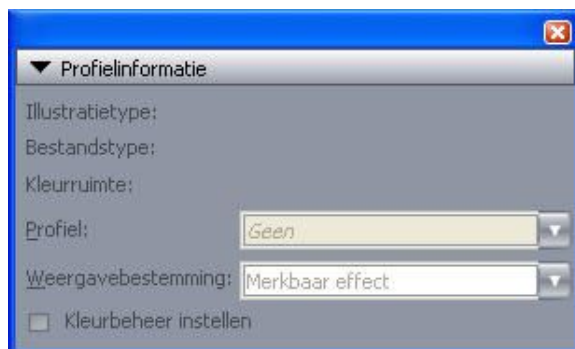 Profielinformatie
Illustratietype:
Bestandstype:
Kleurruimte:
Profiel: Geen
Weergavebestemming: Merkbaar effect
Kleurbeheer instellen